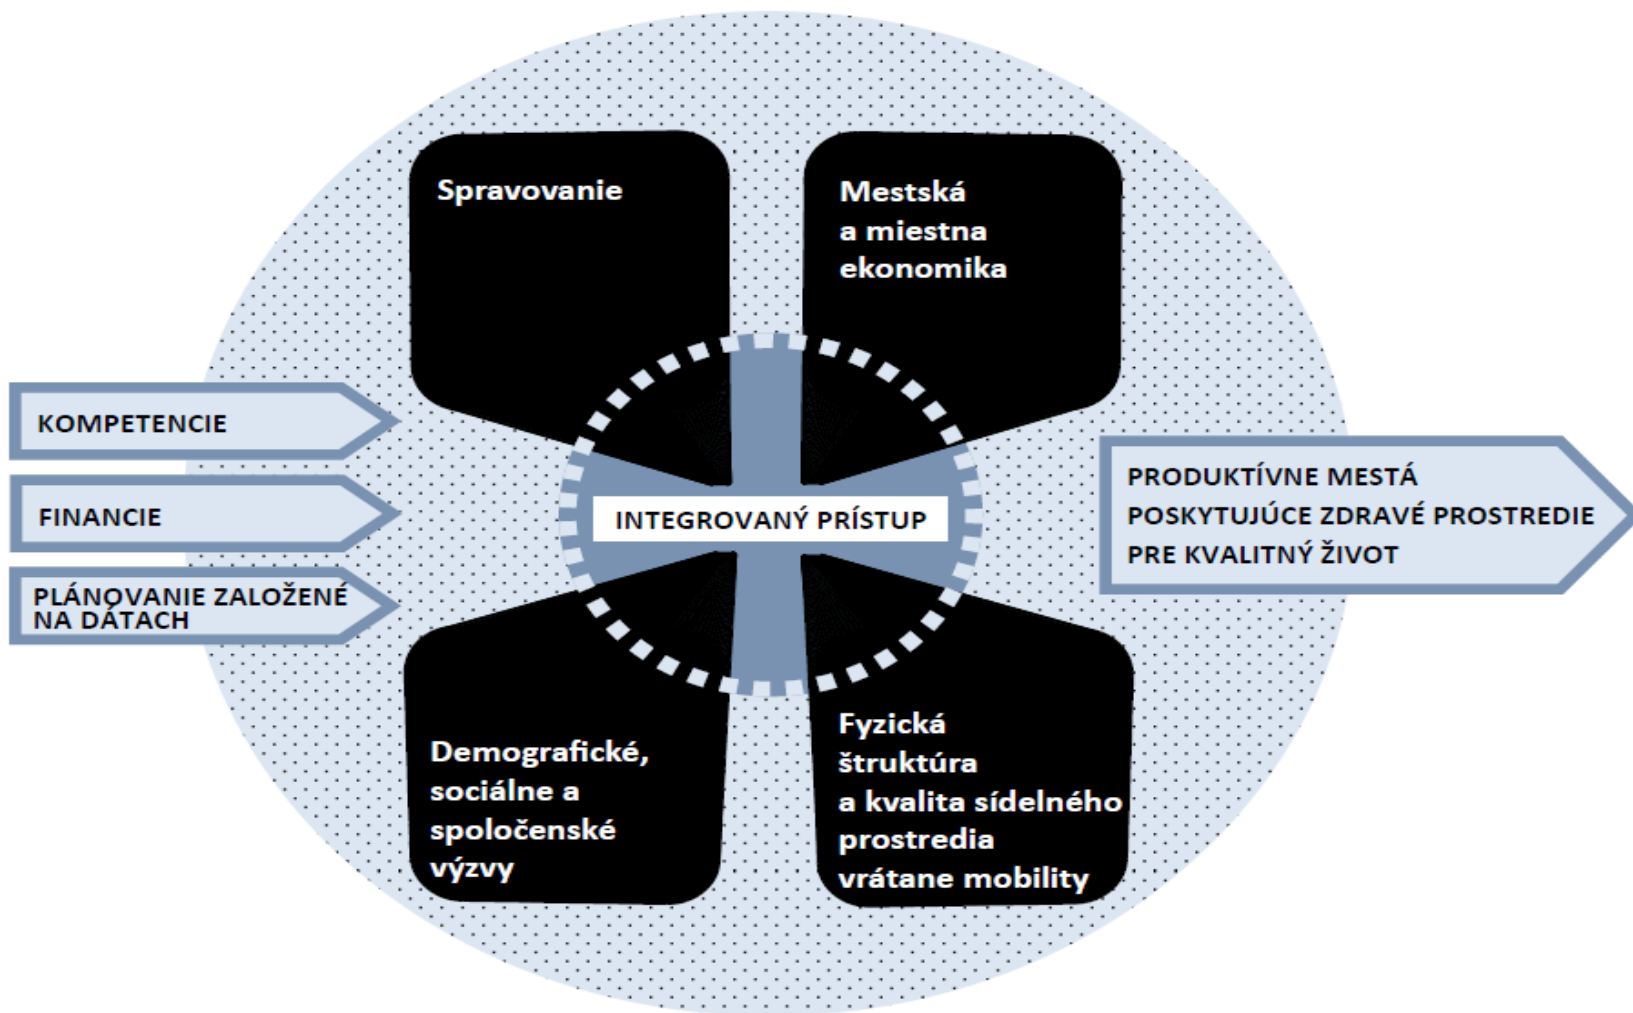 Spravovanie
Mestská
a miestna
ekonomika
KOMPETENCIE
FINANCIE
PLÁNOVANIE ZALOŽENÉ
NA DÁTACH
INTEGROVANÝ PRÍSTUP
PRODUKTÍVNE MESTÁ
POSKYTUJÚCE ZDRAVÉ PROSTREDIE
PRE KVALITNÝ ŽIVOT
Demografické,
sociálne a
spoločenské
výzvy
Fyzická
štruktúra
a kvalita sídelného
prostredia
vrátane mobility